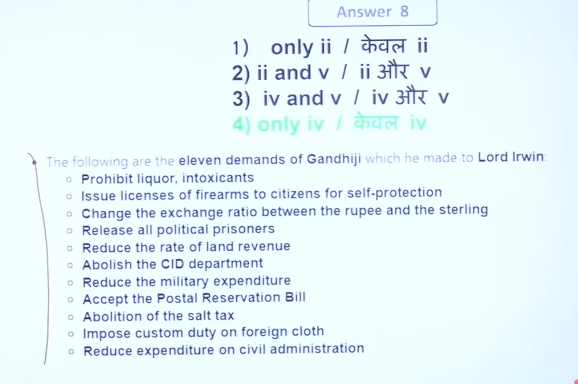 Answer 8
1) only ii / केवल ii
2) ii and v / ii और v
3) iv and v / iv और v
4) only iv / केवल iv
The following are the eleven demands of Gandhiji which he made to Lord Irwin:
Prohibit liquor, intoxicants
Issue licenses of firearms to citizens for self-protection
Change the exchange ratio between the rupee and the sterling
Release all political prisoners
Reduce the rate of land revenue
Abolish the CID department
Reduce the military expenditure
Accept the Postal Reservation Bill
Abolition of the salt tax
Impose custom duty on foreign cloth
Reduce expenditure on civil administration